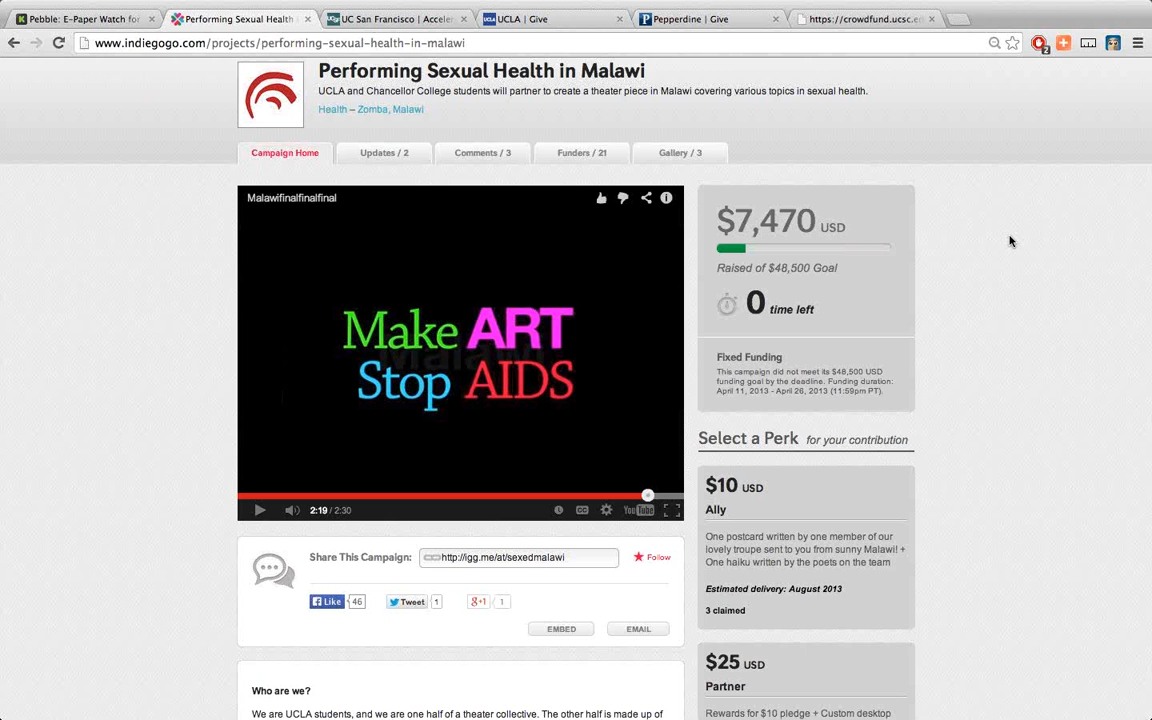 Pebble: E-Paper Watch for
Performing Sexual Health
UC San Francisco | Acceler
UCLA | Give
Pepperdine | Give
https://crowdfund.ucsc.ed
www.indiegogo.com/projects/performing-sexual-health-in-malawi
2
Performing Sexual Health in Malawi
UCLA and Chancellor College students will partner to create a theater piece in Malawi covering various topics in sexual health.
Health – Zomba, Malawi
Campaign Home
Updates / 2
Comments / 3
Funders / 21
Gallery / 3
Malawifinalfinalfinal
Make ART
Stop AIDS
2:19 / 2:30
CC
YouTube
$7,470 USD
Raised of $48,500 Goal
0 time left
Fixed Funding
This campaign did not meet its $48,500 USD
funding goal by the deadline. Funding duration:
April 11, 2013 - April 26, 2013 (11:59pm PT).
Select a Perk for your contribution
$10 USD
Ally
One postcard written by one member of our
lovely troupe sent to you from sunny Malawi! +
One haiku written by the poets on the team
Estimated delivery: August 2013
3 claimed
$25 USD
Partner
Rewards for $10 pledge + Custom desktop
Share This Campaign:
http://igg.me/at/sexedmalawi
Follow
Like 46
Tweet 1
g+1 1
EMBED
EMAIL
Who are we?
We are UCLA students, and we are one half of a theater collective. The other half is made up of